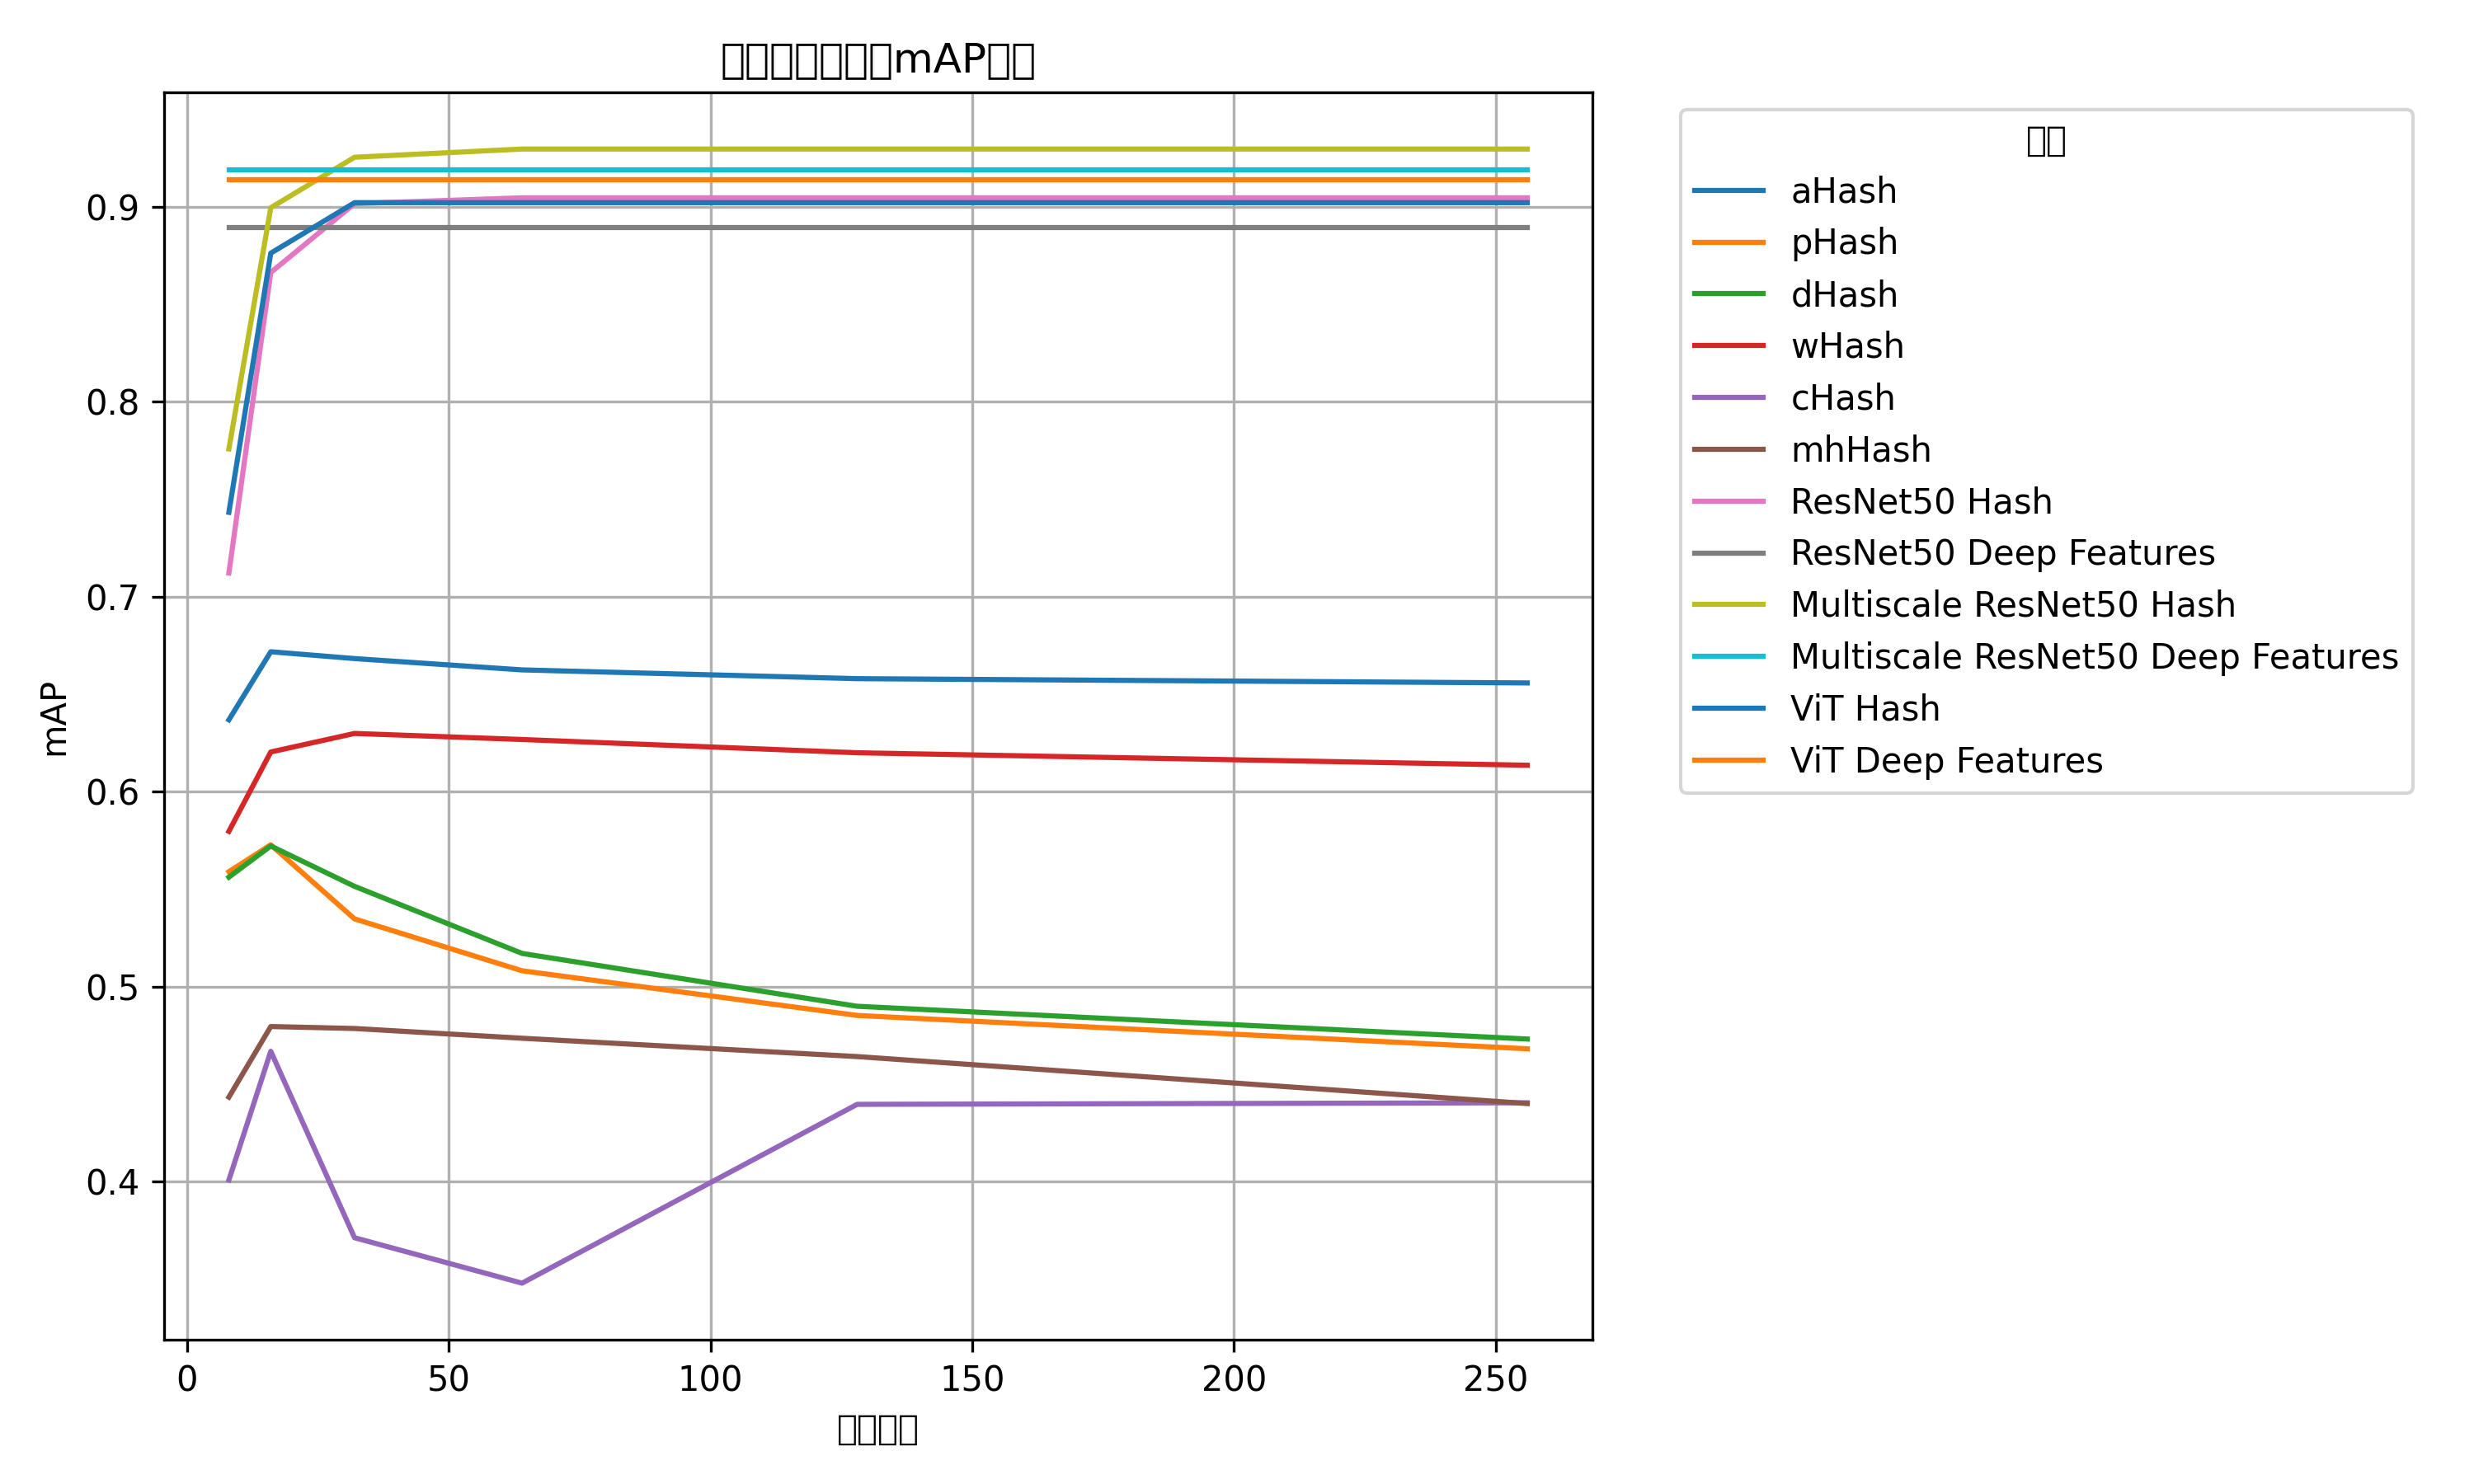 mAP
mAP
0.9
0.8
0.7
0.6
0.5
0.4
0
50
100
150
200
250
aHash
pHash
dHash
wHash
cHash
mhHash
ResNet50 Hash
ResNet50 Deep Features
Multiscale ResNet50 Hash
Multiscale ResNet50 Deep Features
ViT Hash
ViT Deep Features